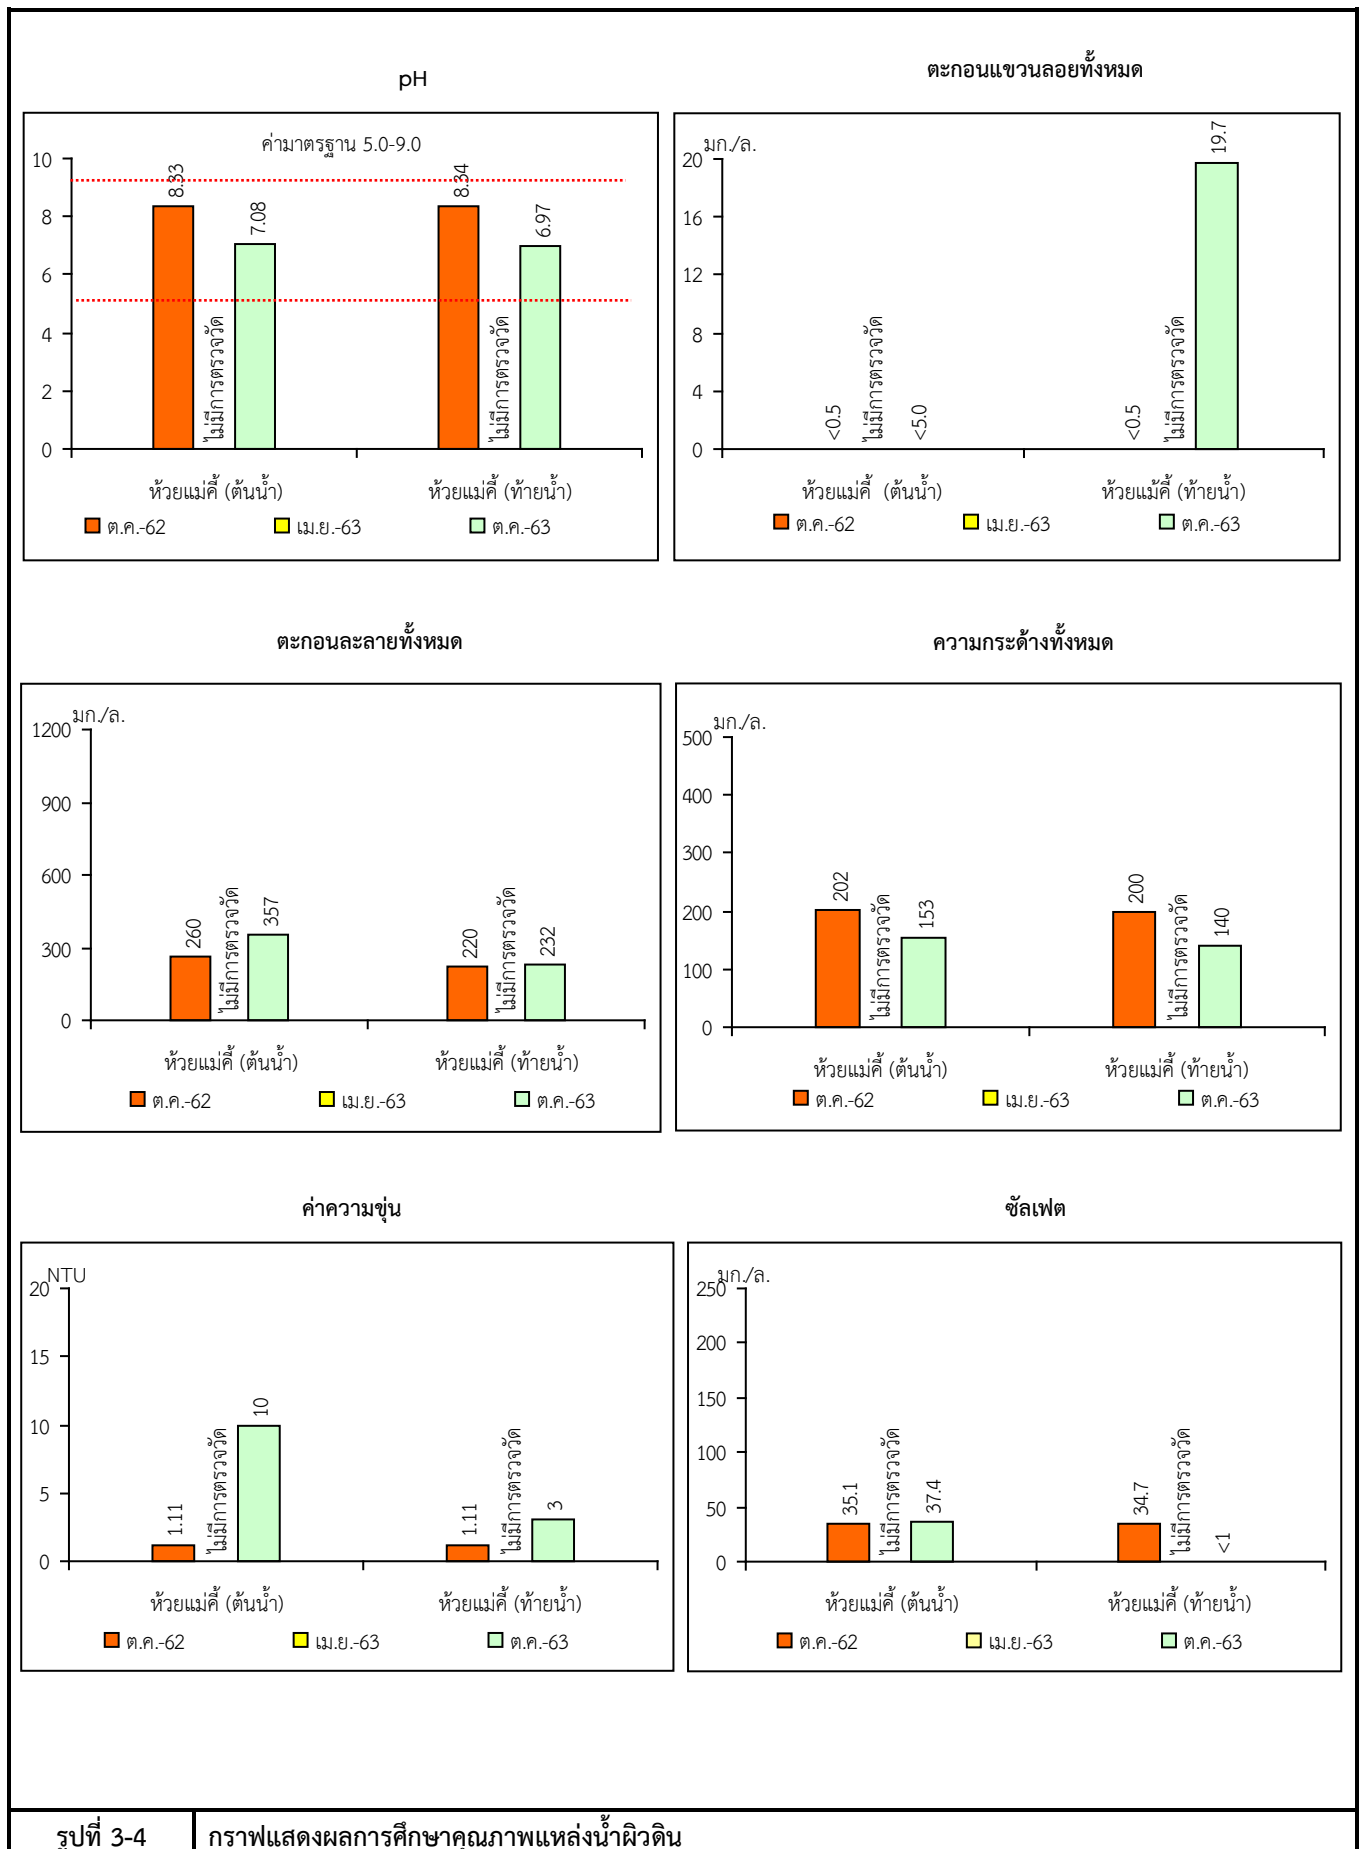 pH
ค่ามาตรฐาน 5.0-9.0
10
8
6
4
2
0
8.33
ไม่มีการตรวจวัด
7.08
8.34
ไม่มีการตรวจวัด
6.97
ห้วยแม่คี้ (ต้นน้ำ)
ห้วยแม่คี้ (ท้ายน้ำ)
ต.ค.-62
เม.ย.-63
ต.ค.-63
ตะกอนแขวนลอยทั้งหมด
มก./ล.
20
16
12
8
4
0
<0.5
ไม่มีการตรวจวัด
<5.0
<0.5
ไม่มีการตรวจวัด
19.7
ห้วยแม่คี้ (ต้นน้ำ)
ห้วยแม้คี้ (ท้ายน้ำ)
ต.ค.-62
เม.ย.-63
ต.ค.-63
ตะกอนละลายทั้งหมด
มก./ล.
1200
900
600
300
0
260
ไม่มีการตรวจวัด
357
220
ไม่มีการตรวจวัด
232
ห้วยแม่คี้ (ต้นน้ำ)
ห้วยแม่คี้ (ท้ายน้ำ)
ต.ค.-62
เม.ย.-63
ต.ค.-63
ความกระด้างทั้งหมด
มก./ล.
500
400
300
200
100
0
202
ไม่มีการตรวจวัด
153
200
ไม่มีการตรวจวัด
140
ห้วยแม่คี้ (ต้นน้ำ)
ห้วยแม่คี้ (ท้ายน้ำ)
ต.ค.-62
เม.ย.-63
ต.ค.-63
ค่าความขุ่น
NTU
20
15
10
5
0
1.11
ไม่มีการตรวจวัด
10
1.11
ไม่มีการตรวจวัด
3
ห้วยแม่คี้ (ต้นน้ำ)
ห้วยแม่คี้ (ท้ายน้ำ)
ต.ค.-62
เม.ย.-63
ต.ค.-63
ซัลเฟต
มก./ล.
250
200
150
100
50
0
35.1
ไม่มีการตรวจวัด
37.4
34.7
ไม่มีการตรวจวัด
<1
ห้วยแม่คี้ (ต้นน้ำ)
ห้วยแม่คี้ (ท้ายน้ำ)
ต.ค.-62
เม.ย.-63
ต.ค.-63
รูปที่ 3-4
กราฟแสดงผลการศึกษาคุณภาพแหล่งน้ำผิวดิน